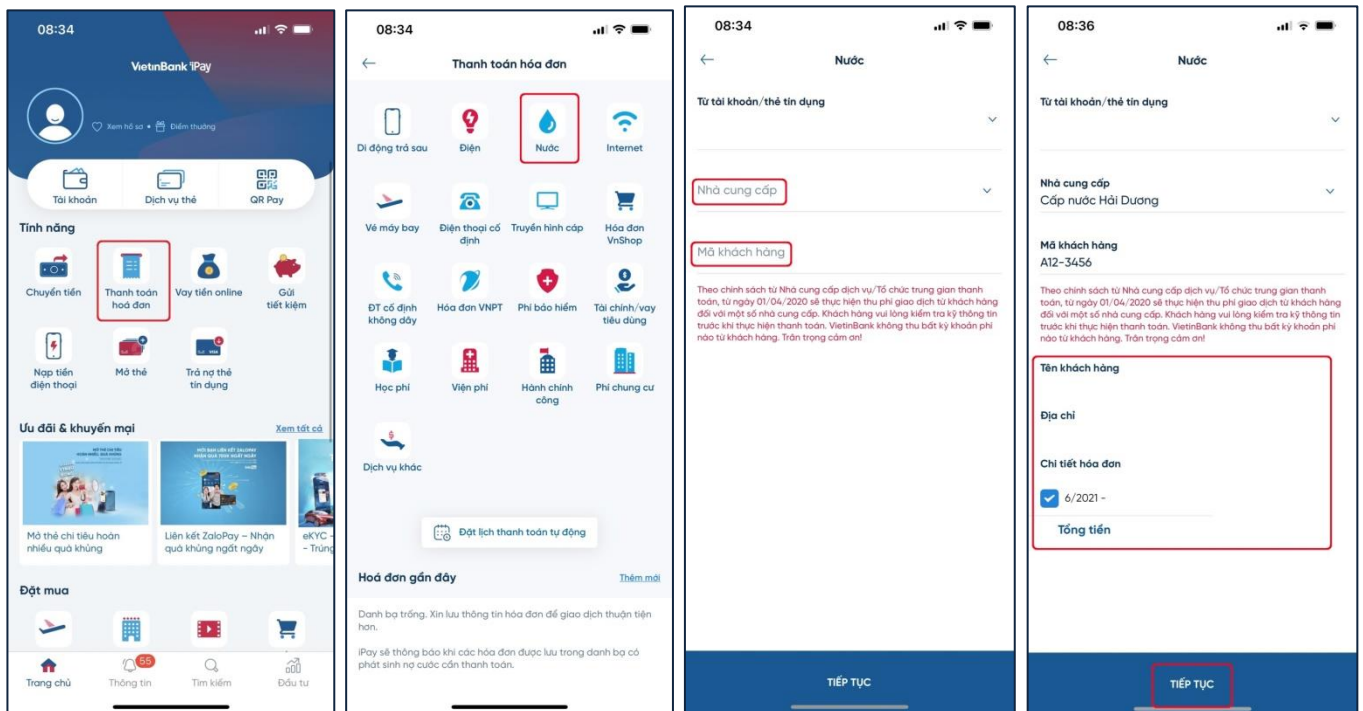 08:34
VietinBank iPay
Xem hồ sơ • Điểm thưởng
Tài khoản
Dịch vụ thẻ
QR Pay
Tính năng
Chuyển tiền
Thanh toán
hoá đơn
Vay tiền online
Gửi
tiết kiệm
Nạp tiền
điện thoại
Mở thẻ
Trả nợ thẻ
tín dụng
Ưu đãi & khuyến mại
Xem tất cả
Mở thẻ chi tiêu hoàn
nhiều quà khủng
Liên kết ZaloPay – Nhận
quà khủng ngất ngây
eKYC -
- Trúng
Đặt mua
Trang chủ
55
Thông tin
Tìm kiếm
Đầu tư
08:34
Thanh toán hóa đơn
Di động trả sau
Điện
Nước
Internet
Vé máy bay
Điện thoại cố
định
Truyền hình cáp
Hóa đơn
VnShop
ĐT cố định
không dây
Hóa đơn VNPT
Phí bảo hiểm
Tài chính/vay
tiêu dùng
Học phí
Viện phí
Hành chính
công
Phí chung cư
Dịch vụ khác
Đặt lịch thanh toán tự động
Hoá đơn gần đây
Thêm mới
Danh bạ trống. Xin lưu thông tin hóa đơn để giao dịch thuận tiện
hơn.
iPay sẽ thông báo khi các hóa đơn được lưu trong danh bạ có
phát sinh nợ cước cần thanh toán.
08:34
Nước
Từ tài khoản/thẻ tín dụng
Nhà cung cấp
Mã khách hàng
Theo chính sách từ Nhà cung cấp dịch vụ/Tổ chức trung gian thanh
toán, từ ngày 01/04/2020 sẽ thực hiện thu phí giao dịch từ khách hàng
đối với một số nhà cung cấp. Khách hàng vui lòng kiểm tra kỹ thông tin
trước khi thực hiện thanh toán. VietinBank không thu bất kỳ khoản phí
nào từ khách hàng. Trân trọng cảm ơn!
TIẾP TỤC
08:36
Nước
Từ tài khoản/thẻ tín dụng
Nhà cung cấp
Cấp nước Hải Dương
Mã khách hàng
A12-3456
Theo chính sách từ Nhà cung cấp dịch vụ/Tổ chức trung gian thanh
toán, từ ngày 01/04/2020 sẽ thực hiện thu phí giao dịch từ khách hàng
đối với một số nhà cung cấp. Khách hàng vui lòng kiểm tra kỹ thông tin
trước khi thực hiện thanh toán. VietinBank không thu bất kỳ khoản phí
nào từ khách hàng. Trân trọng cảm ơn!
Tên khách hàng
Địa chỉ
Chi tiết hóa đơn
6/2021 -
Tổng tiền
TIẾP TỤC